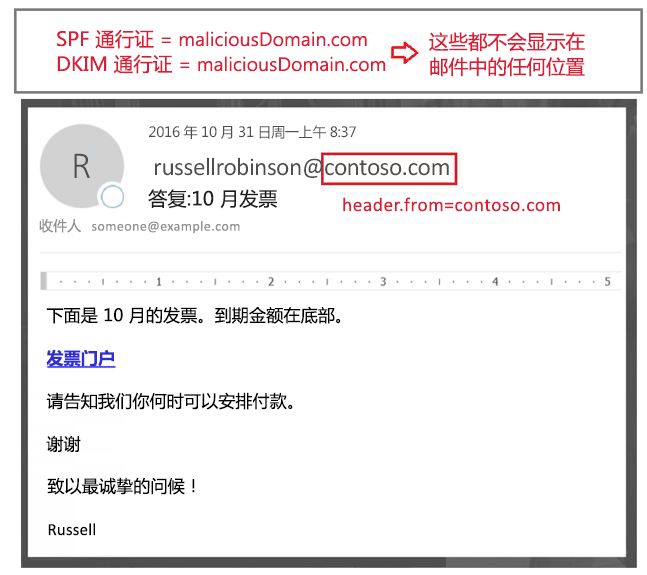 SPF 通行证 = maliciousDomain.com
DKIM 通行证 = maliciousDomain.com
这些都不会显示在
邮件中的任何位置
2016 年 10 月 31 日周一上午 8:37
R
russellrobinson@contoso.com
答复:10 月发票
header.from=contoso.com
收件人 someone@example.com
1 2 3 4 5
下面是 10 月的发票。到期金额在底部。
发票门户
请告知我们你何时可以安排付款。
谢谢
致以最诚挚的问候！
Russell